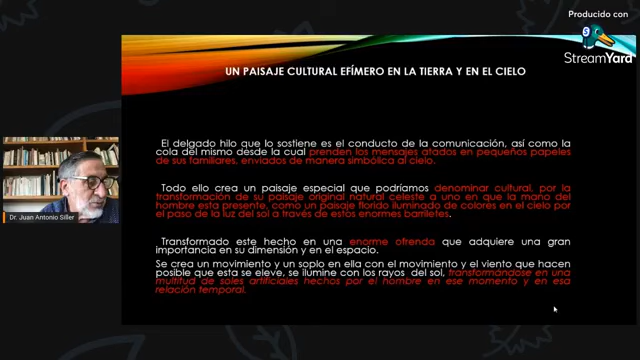 Producido con
StreamYard
UN PAISAJE CULTURAL EFÍMERO EN LA TIERRA Y EN EL CIELO
El delgado hilo que lo sostiene es el conducto de la comunicación, así como la
cola del mismo desde la cual prenden los mensajes atados en pequeños papeles
de sus familiares, enviados de manera simbólica al cielo.
Todo ello crea un paisaje especial que podríamos denominar cultural, por la
transformación de su paisaje original natural celeste a uno en que la mano del
hombre esta presente, como un paisaje florido iluminado de colores en el cielo por
el paso de la luz del sol a través de estos enormes barriletes.
Transformado este hecho en una enorme ofrenda que adquiere una gran
importancia en su dimensión y en el espacio.
Se crea un movimiento y un soplo en ella con el movimiento y el viento que hacen
posible que esta se eleve, se ilumine con los rayos del sol, transformándose en una
multitud de soles artificiales hechos por el hombre en ese momento y en esa
relación temporal.
Dr. Juan Antonio Siller